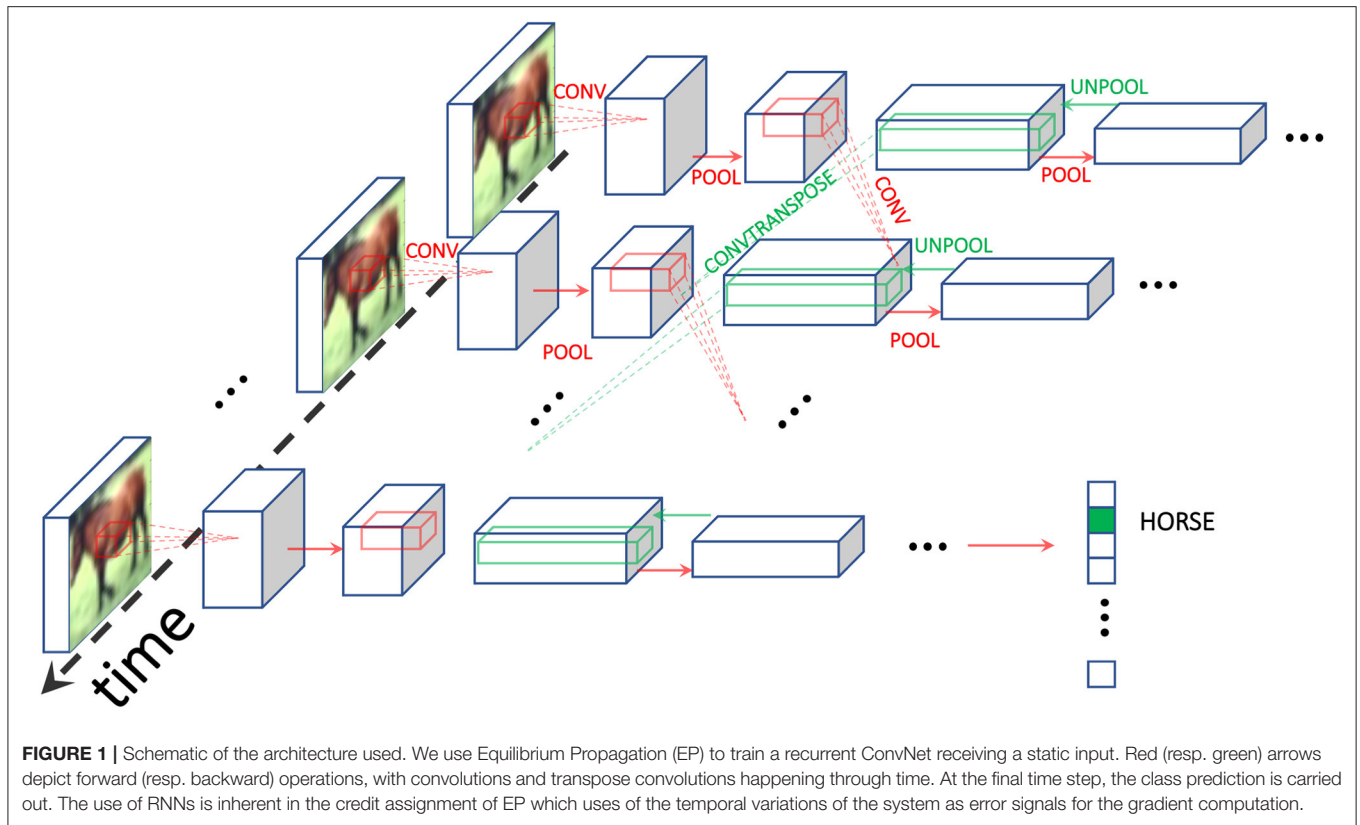 CONV
UNPOOL
POOL
CONV
POOL
CONVTRANSPOSE
CONV
UNPOOL
POOL
POOL
HORSE
time
FIGURE 1 | Schematic of the architecture used. We use Equilibrium Propagation (EP) to train a recurrent ConvNet receiving a static input. Red (resp. green) arrows
depict forward (resp. backward) operations, with convolutions and transpose convolutions happening through time. At the final time step, the class prediction is carried
out. The use of RNNs is inherent in the credit assignment of EP which uses of the temporal variations of the system as error signals for the gradient computation.